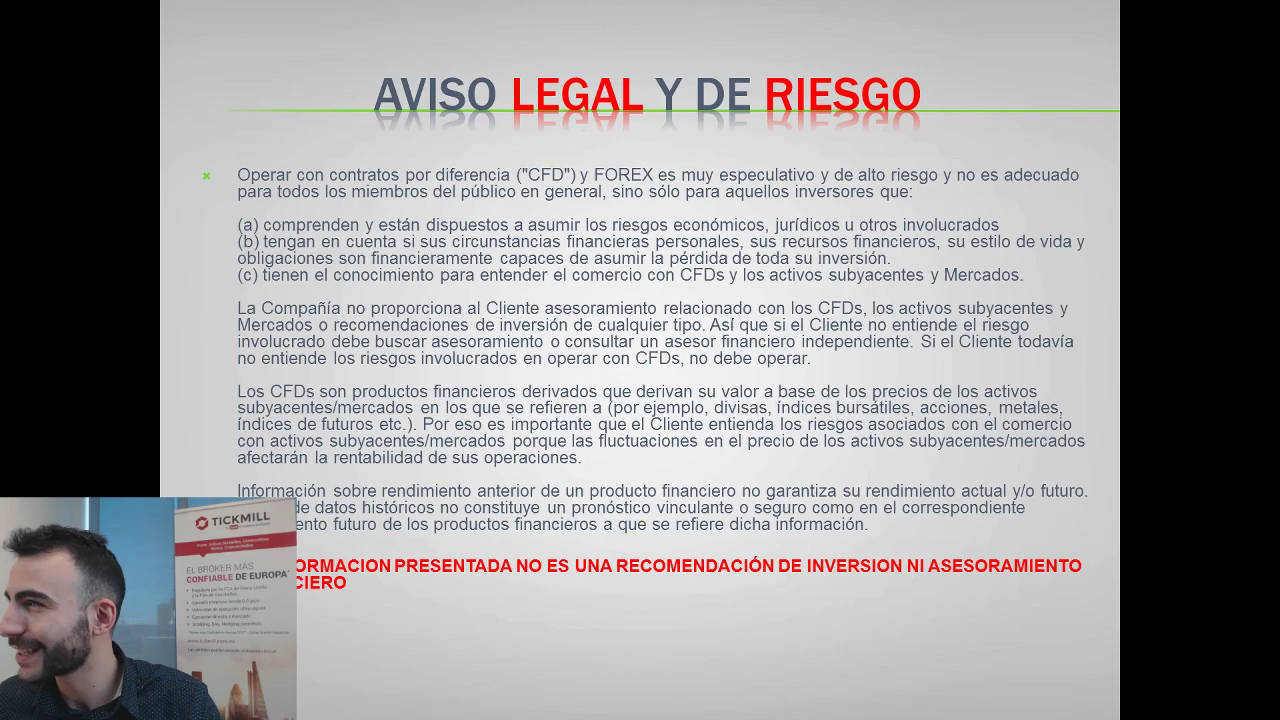 AVISO LEGAL Y DE RIESGO
Operar con contratos por diferencia ("CFD") y FOREX es muy especulativo y de alto riesgo y no es adecuado
para todos los miembros del público en general, sino sólo para aquellos inversores que:
(a) comprenden y están dispuestos a asumir los riesgos económicos, jurídicos u otros involucrados
(b) tengan en cuenta si sus circunstancias financieras personales, sus recursos financieros, su estilo de vida y
obligaciones son financieramente capaces de asumir la pérdida de toda su inversión.
(c) tienen el conocimiento para entender el comercio con CFDs y los activos subyacentes y Mercados.
La Compañía no proporciona al Cliente asesoramiento relacionado con los CFDs, los activos subyacentes y
Mercados o recomendaciones de inversión de cualquier tipo. Así que si el Cliente no entiende el riesgo
involucrado debe buscar asesoramiento o consultar un asesor financiero independiente. Si el Cliente todavía
no entiende los riesgos involucrados en operar con CFDs, no debe operar.
Los CFDs son productos financieros derivados que derivan su valor a base de los precios de los activos
subyacentes/mercados en los que se refieren a (por ejemplo, divisas, índices bursátiles, acciones, metales,
índices de futuros etc.). Por eso es importante que el Cliente entienda los riesgos asociados con el comercio
con activos subyacentes/mercados porque las fluctuaciones en el precio de los activos subyacentes/mercados
afectarán la rentabilidad de sus operaciones.
Información sobre rendimiento anterior de un producto financiero no garantiza su rendimiento actual y/o futuro.
de datos históricos no constituye un pronóstico vinculante o seguro como en el correspondiente
ento futuro de los productos financieros a que se refiere dicha información.
ORMACION PRESENTADA NO ES UNA RECOMENDACIÓN DE INVERSION NI ASESORAMIENTO
CIERO
TICKMILL
EL BRÓKER MÁS
CONFIABLE DE EUROPA*